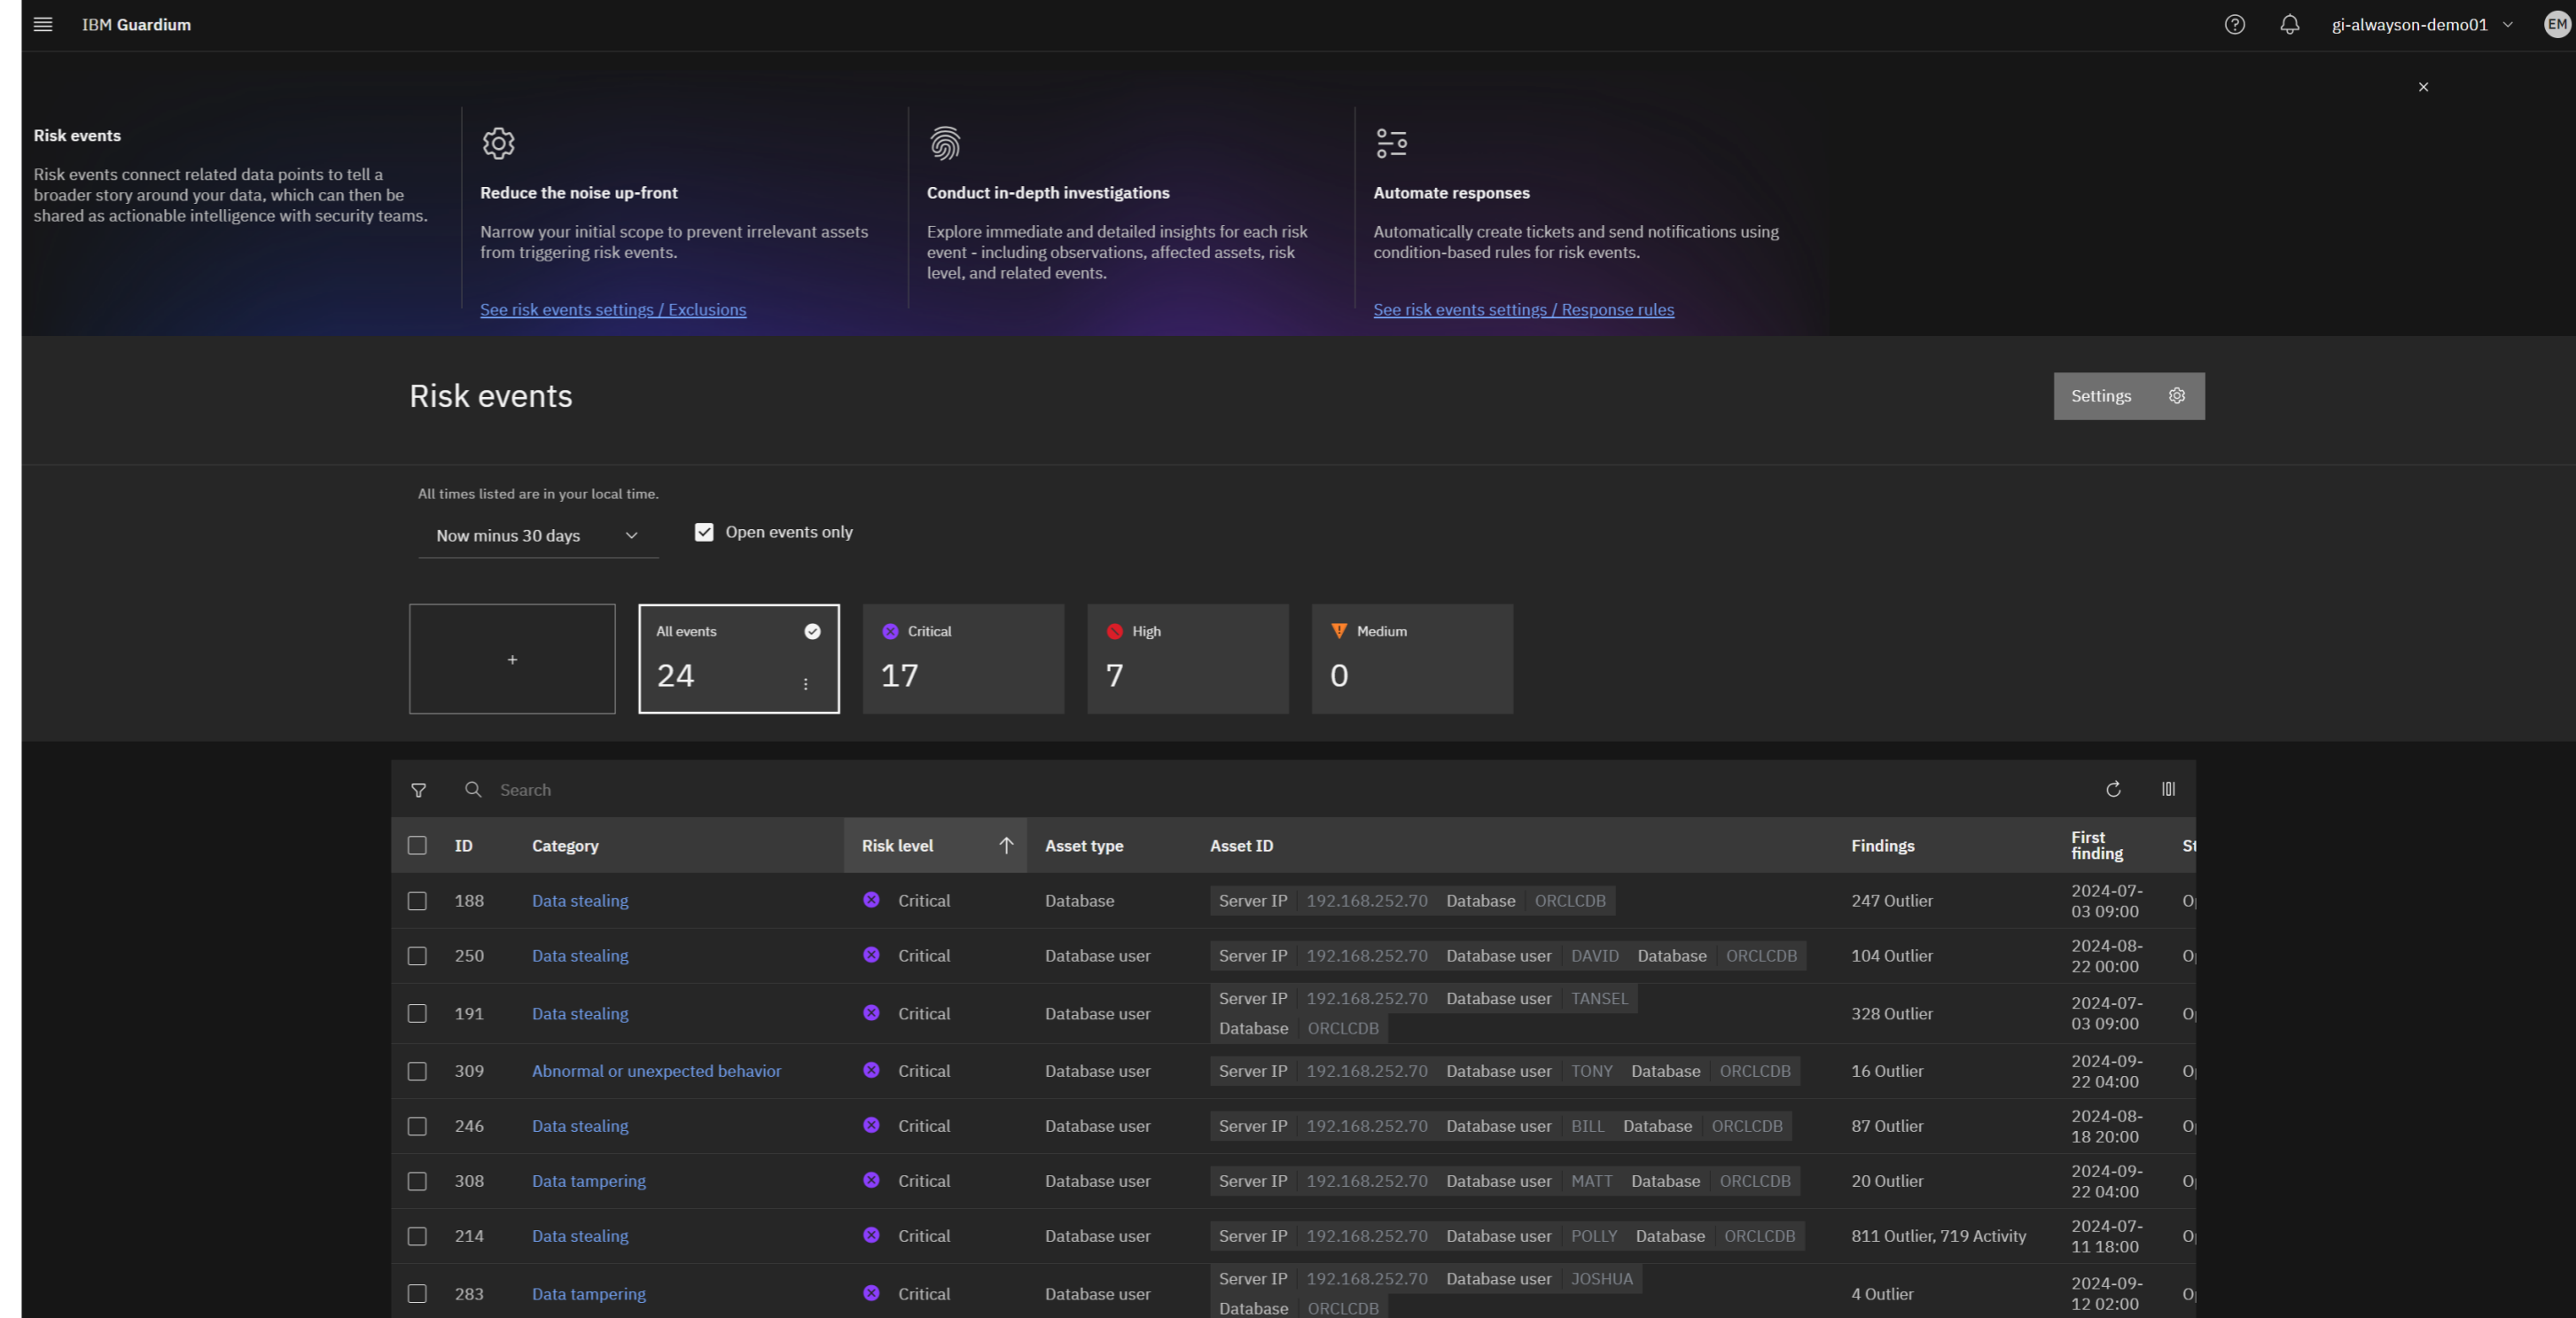 IBM Guardium
gi-alwayson-demo01
EM
Risk events
Risk events connect related data points to tell a
broader story around your data, which can then be
shared as actionable intelligence with security teams.
Reduce the noise up-front
Narrow your initial scope to prevent irrelevant assets
from triggering risk events.
See risk events settings / Exclusions
Conduct in-depth investigations
Explore immediate and detailed insights for each risk
event - including observations, affected assets, risk
level, and related events.
Automate responses
Automatically create tickets and send notifications using
condition-based rules for risk events.
See risk events settings / Response rules
Risk events
Settings
All times listed are in your local time.
Now minus 30 days
Open events only
All events
24
Critical
17
High
7
Medium
0
Search
ID Category Risk level Asset type Asset ID Findings First finding
188 Data stealing Critical Database Server IP 192.168.252.70 Database ORCLCDB 247 Outlier 2024-07-03 09:00
250 Data stealing Critical Database user Server IP 192.168.252.70 Database user DAVID Database ORCLCDB 104 Outlier 2024-08-22 00:00
191 Data stealing Critical Database user Server IP 192.168.252.70 Database user TANSEL Database ORCLCDB 328 Outlier 2024-07-03 09:00
309 Abnormal or unexpected behavior Critical Database user Server IP 192.168.252.70 Database user TONY Database ORCLCDB 16 Outlier 2024-09-22 04:00
246 Data stealing Critical Database user Server IP 192.168.252.70 Database user BILL Database ORCLCDB 87 Outlier 2024-08-18 20:00
308 Data tampering Critical Database user Server IP 192.168.252.70 Database user MATT Database ORCLCDB 20 Outlier 2024-09-22 04:00
214 Data stealing Critical Database user Server IP 192.168.252.70 Database user POLLY Database ORCLCDB 811 Outlier, 719 Activity 2024-07-11 18:00
283 Data tampering Critical Database user Server IP 192.168.252.70 Database user JOSHUA Database ORCLCDB 4 Outlier 2024-09-12 02:00